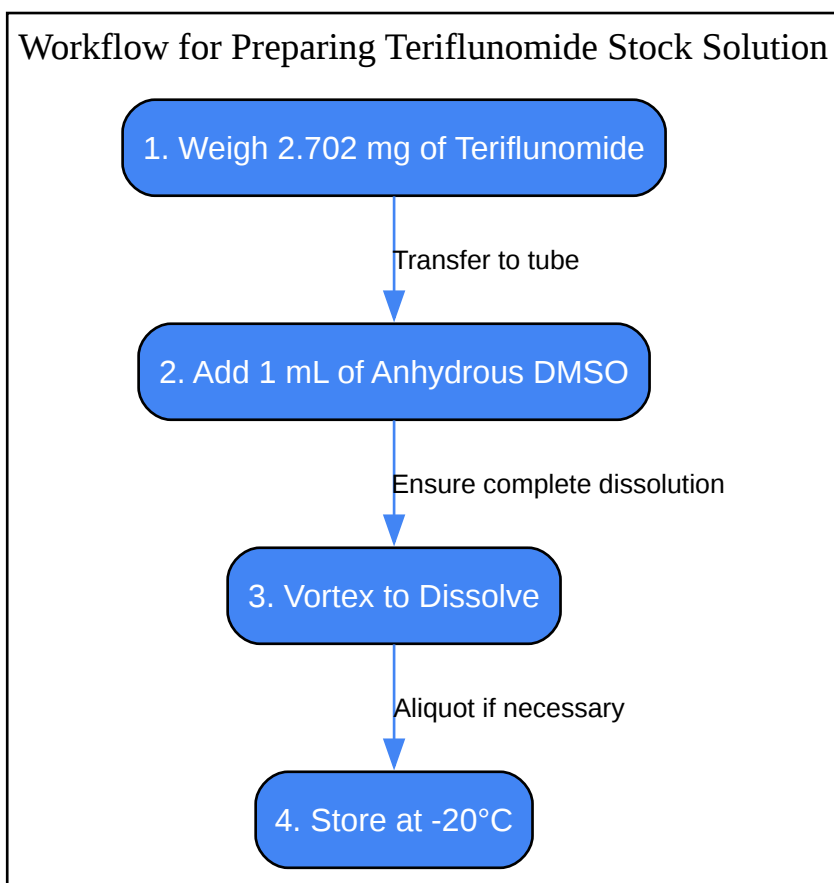 Workflow for Preparing Teriflunomide Stock Solution
1. Weigh 2.702 mg of Teriflunomide
Transfer to tube
2. Add 1 mL of Anhydrous DMSO
Ensure complete dissolution
3. Vortex to Dissolve
Aliquot if necessary
4. Store at -20°C